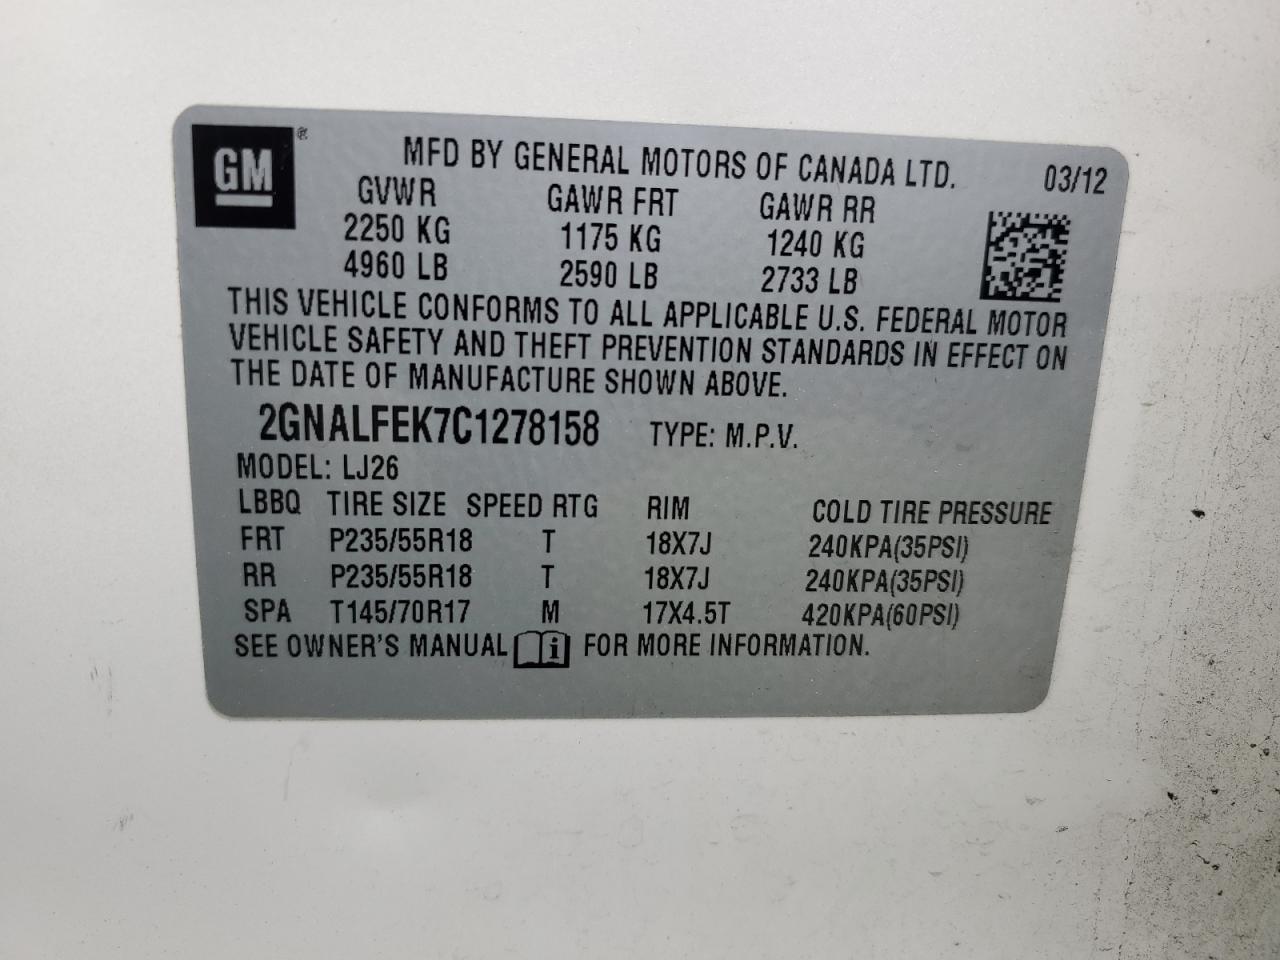 GM® MFD BY GENERAL MOTORS OF CANADA LTD. 03/12
GVWR GAWR FRT GAWR RR
2250 KG 1175 KG 1240 KG
4960 LB 2590 LB 2733 LB
THIS VEHICLE CONFORMS TO ALL APPLICABLE U.S. FEDERAL MOTOR
VEHICLE SAFETY AND THEFT PREVENTION STANDARDS IN EFFECT ON
THE DATE OF MANUFACTURE SHOWN ABOVE.
2GNALFEK7C1278158 TYPE: M.P.V.
MODEL: LJ26
LBBQ TIRE SIZE SPEED RTG RIM COLD TIRE PRESSURE
FRT P235/55R18 T 18X7J 240KPA(35PSI)
RR P235/55R18 T 18X7J 240KPA(35PSI)
SPA T145/70R17 M 17X4.5T 420KPA(60PSI)
SEE OWNER'S MANUAL i FOR MORE INFORMATION.